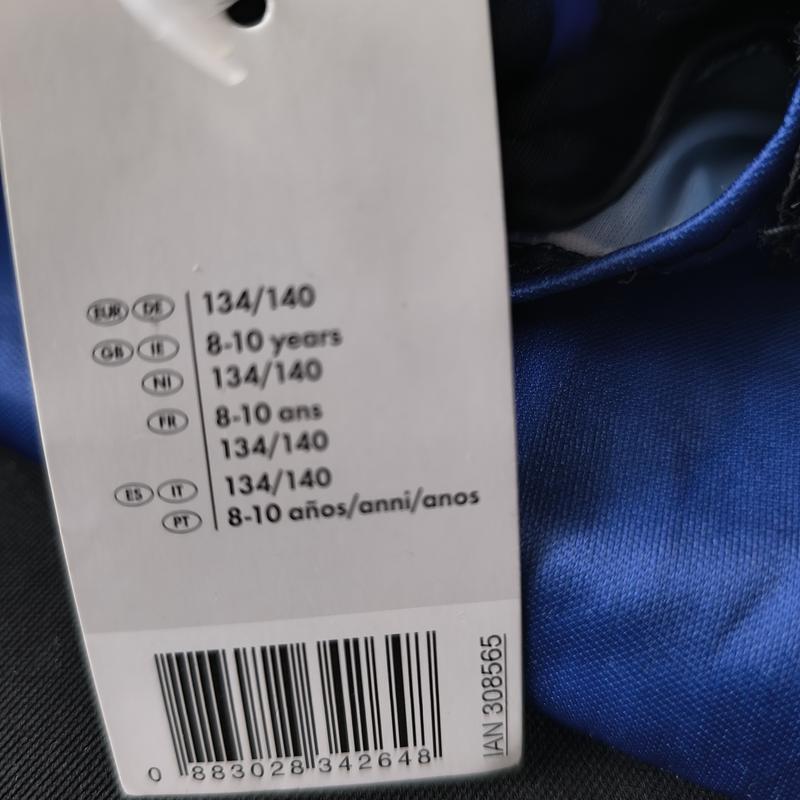 EUR DE 134/140
GB IE 8-10 years
NI 134/140
FR 8-10 ans
134/140
ES IT 134/140
PT 8-10 años/anni/anos
IAN 308565
0 883028 342648